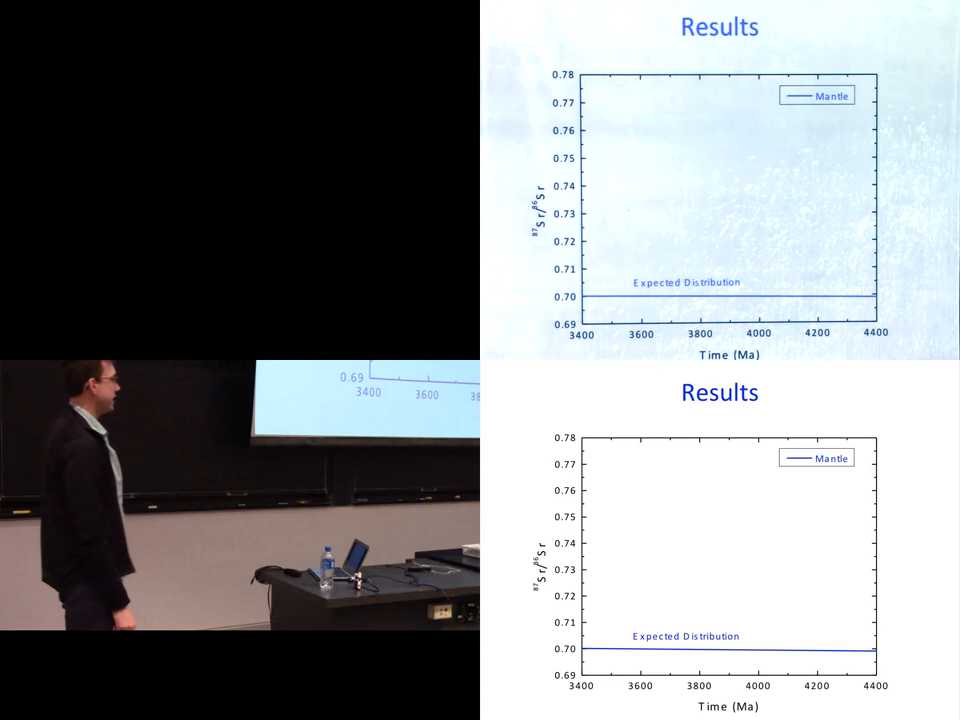 Results
0.78
0.77
0.76
0.75
0.74
0.73
0.72
0.71
0.70
0.69
⁸⁷Sr/⁸⁶Sr
Mantle
Expected Distribution
3400 3600 3800 4000 4200 4400
Time (Ma)
0.69
3400 3600 38
Results
0.78
0.77
0.76
0.75
0.74
0.73
0.72
0.71
0.70
0.69
⁸⁷Sr/⁸⁶Sr
Mantle
Expected Distribution
3400 3600 3800 4000 4200 4400
Time (Ma)